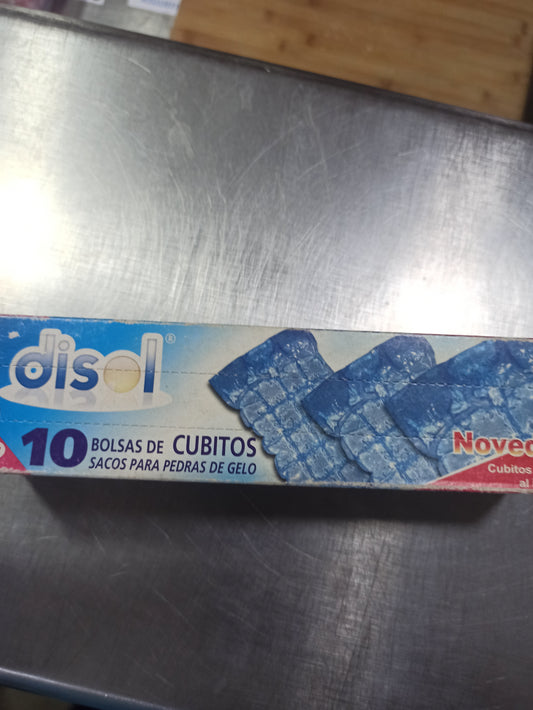 disol®
10 BOLSAS DE CUBITOS
SACOS PARA PEDRAS DE GELO
Cubitos
al